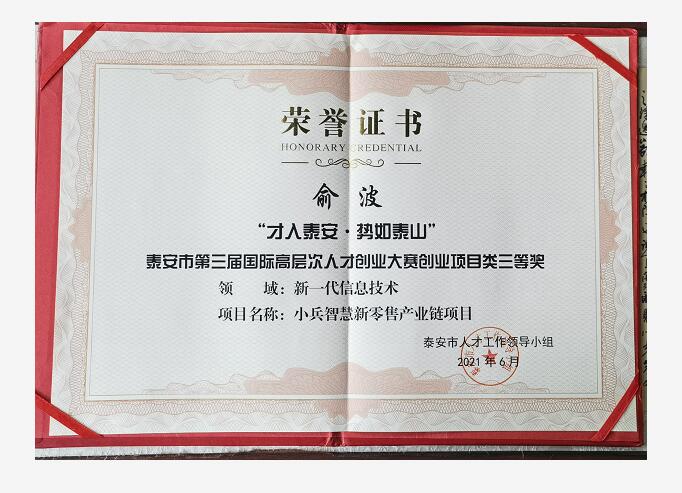 荣誉证书
HONORARY CREDENTIAL
俞 波
“才入泰安·势如泰山”
泰安市第三届国际高层次人才创业大赛创业项目类三等奖
领 域：新一代信息技术
项目名称：小兵智慧新零售产业链项目
泰安市人才工作领导小组
2021年6月